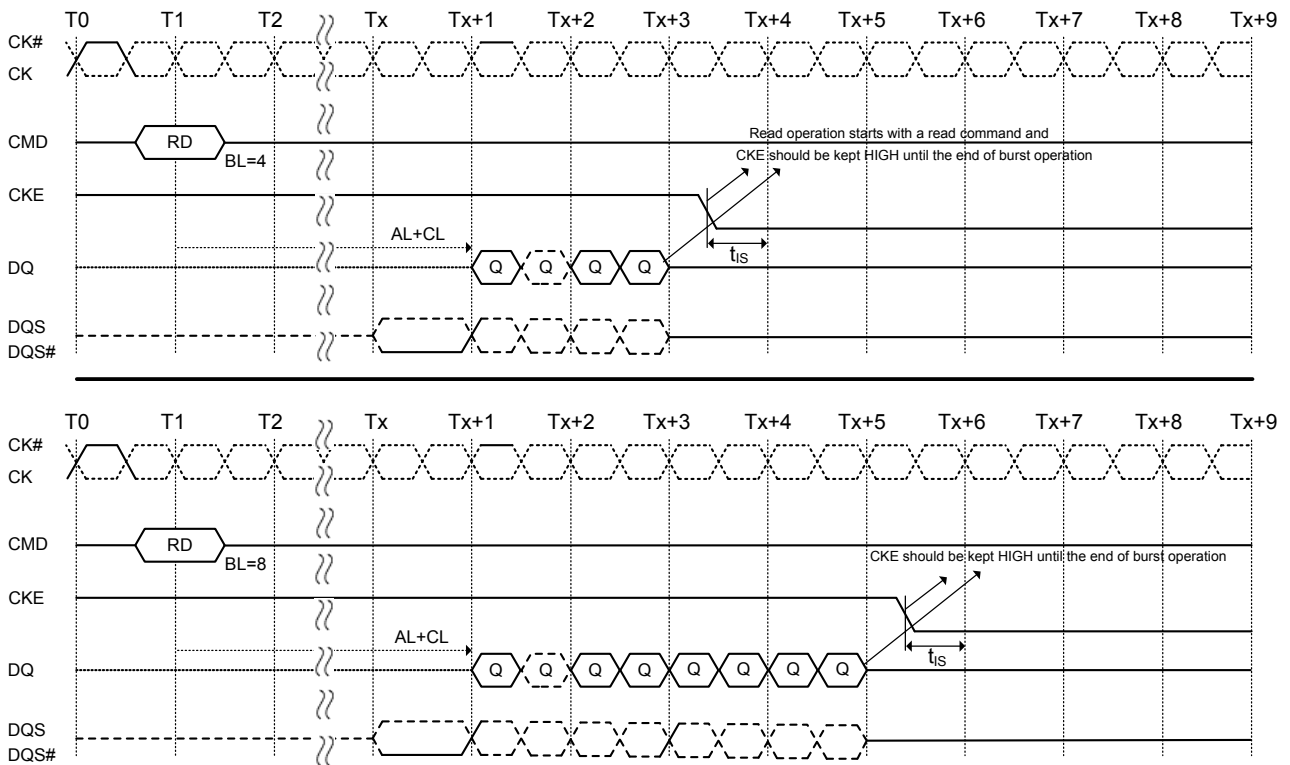 T0 T1 T2 Tx Tx+1 Tx+2 Tx+3 Tx+4 Tx+5 Tx+6 Tx+7 Tx+8 Tx+9
CK#
CK
CMD RD
BL=4
Read operation starts with a read command and
CKE should be kept HIGH until the end of burst operation
CKE
AL+CL
tIS
DQ Q Q Q Q
DQS
DQS#
T0 T1 T2 Tx Tx+1 Tx+2 Tx+3 Tx+4 Tx+5 Tx+6 Tx+7 Tx+8 Tx+9
CK#
CK
CMD RD
BL=8
CKE should be kept HIGH until the end of burst operation
CKE
AL+CL
tIS
DQ Q Q Q Q Q Q Q Q
DQS
DQS#